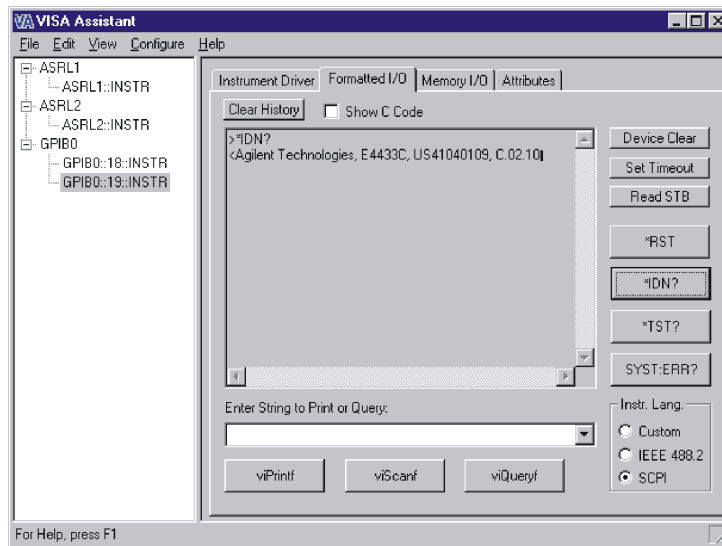 VISA Assistant
File Edit View Configure Help
ASRL1
ASRL1::INSTR
ASRL2
ASRL2::INSTR
GPIB0
GPIB0::18::INSTR
GPIB0::19::INSTR
Instrument Driver Formatted I/O Memory I/O Attributes
Clear History Show C Code
>*IDN?
<Agilent Technologies, E4433C, US41040109, C.02.10
Device Clear
Set Timeout
Read STB
*RST
*IDN?
*TST?
SYST:ERR?
Enter String to Print or Query:
viPrintf viScanf viQueryf
Instr. Lang.
Custom
IEEE 488.2
SCPI
For Help, press F1